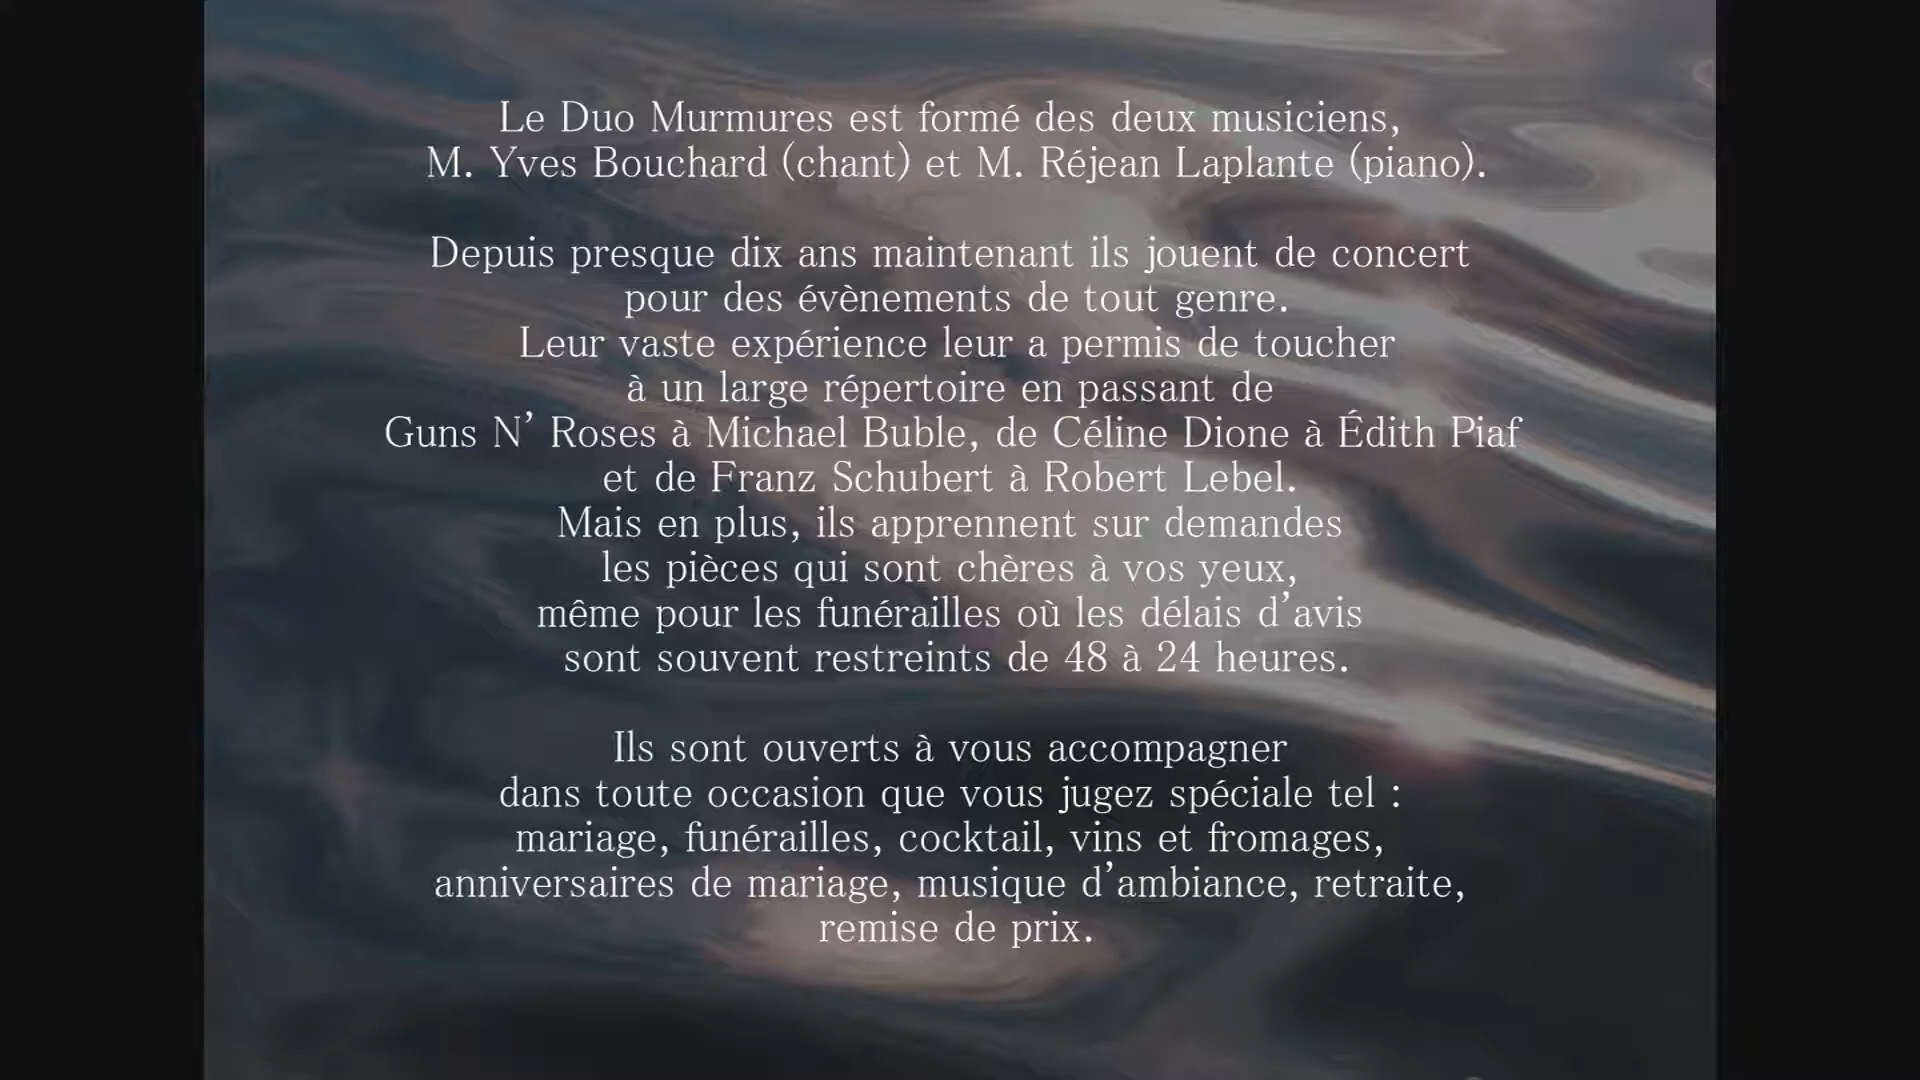 Le Duo Murmures est formé des deux musiciens,
M. Yves Bouchard (chant) et M. Réjean Laplante (piano).
Depuis presque dix ans maintenant ils jouent de concert
pour des évènements de tout genre.
Leur vaste expérience leur a permis de toucher
à un large répertoire en passant de
Guns N’ Roses à Michael Buble, de Céline Dione à Édith Piaf
et de Franz Schubert à Robert Lebel.
Mais en plus, ils apprennent sur demandes
les pièces qui sont chères à vos yeux,
même pour les funérailles où les délais d’avis
sont souvent restreints de 48 à 24 heures.
Ils sont ouverts à vous accompagner
dans toute occasion que vous jugez spéciale tel :
mariage, funérailles, cocktail, vins et fromages,
anniversaires de mariage, musique d’ambiance, retraite,
remise de prix.